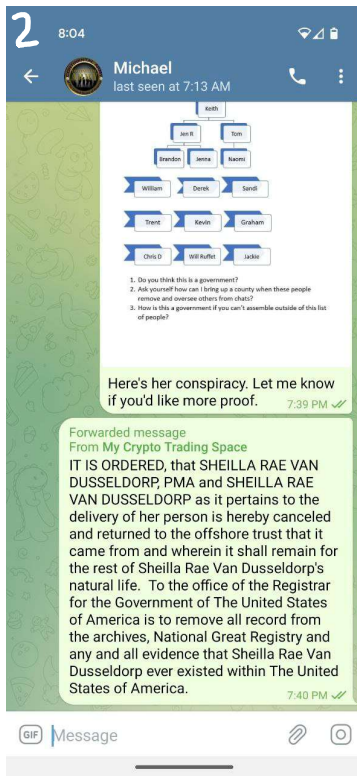 2
8:04
Michael
last seen at 7:13 AM
Keith
Jen R
Tom
Brandon
Jenna
Naomi
William
Derek
Sandi
Trent
Kevin
Graham
Chris D
Will Ruffet
Jackie
1. Do you think this is a government?
2. Ask yourself how can I bring up a county when these people
remove and oversee others from chats?
3. How is this a government if you can't assemble outside of this list
of people?
Here's her conspiracy. Let me know
if you'd like more proof.
7:39 PM
Forwarded message
From My Crypto Trading Space
IT IS ORDERED, that SHEILLA RAE VAN
DUSSELDORP, PMA and SHEILLA RAE
VAN DUSSELDORP as it pertains to the
delivery of her person is hereby canceled
and returned to the offshore trust that it
came from and wherein it shall remain for
the rest of Sheilla Rae Van Dusseldorp's
natural life.  To the office of the Registrar
for the Government of The United States
of America is to remove all record from
the archives, National Great Registry and
any and all evidence that Sheilla Rae Van
Dusseldorp ever existed within The United
States of America.
7:40 PM
GIF
Message